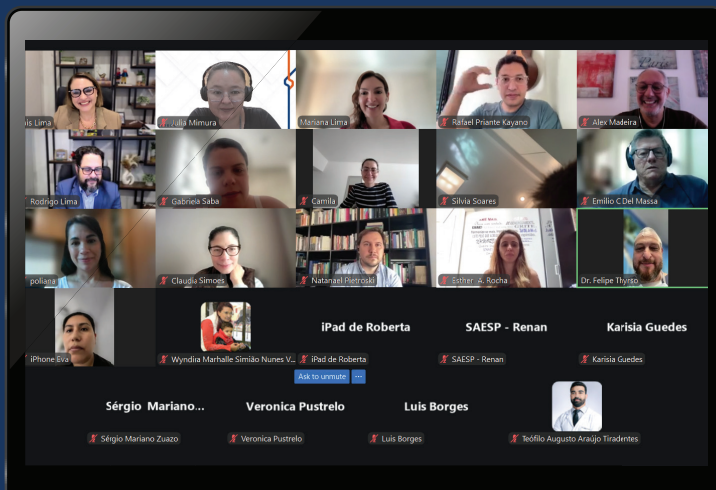 is Lima
Julia Mimura
Mariana Lima
Rafael Priante Kayano
Alex Madeira
Rodrigo Lima
Gabriela Saba
Camila
Silvia Soares
Emilio C Del Massa
poliana
Claudia Simoes
Natanael Pietroski
Esther A. Rocha
Dr. Felipe Thyrso
iPhone Eva
Wyndira Marhalle Simião Nunes V...
iPad de Roberta
iPad de Roberta
SAESP - Renan
SAESP - Renan
Karisia Guedes
Karisia Guedes
Ask to unmute ...
Sérgio Mariano...
Sérgio Mariano Zuazo
Veronica Pustrelo
Veronica Pustrelo
Luis Borges
Luis Borges
Teófilo Augusto Araújo Tiradentes